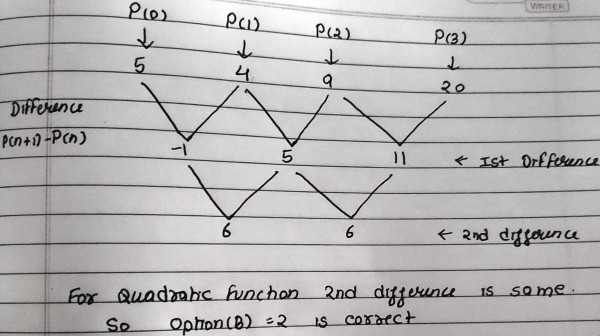 WRITER
P(0) P(1) P(2) P(3)
↓ ↓ ↓ ↓
5 4 9 20
Difference
P(n+1)-P(n)
-1 5 11 ← Ist Difference
6 6 ← 2nd difference
For Quadratic function 2nd difference is same.
So Option(B) = 2 is correct